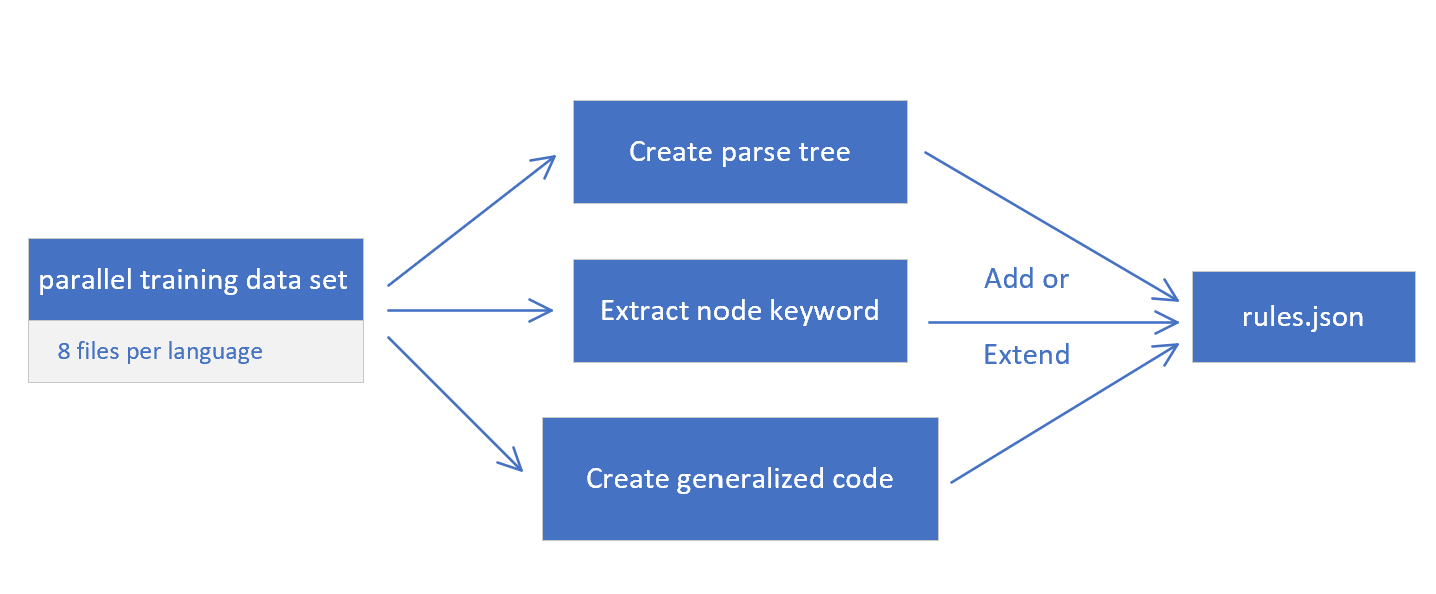 parallel training data set
8 files per language
Create parse tree
Extract node keyword
Create generalized code
Add or
Extend
rules.json